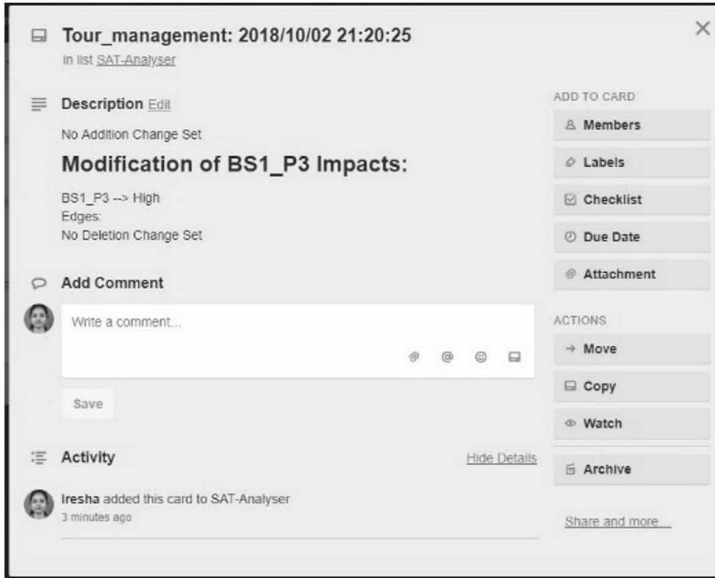 Tour_management: 2018/10/02 21:20:25
in list SAT-Analyser
Description Edit
No Addition Change Set
Modification of BS1_P3 Impacts:
BS1_P3 --> High
Edges:
No Deletion Change Set
Add Comment
Write a comment...
Save
Activity
Hide Details
Iresha added this card to SAT-Analyser
3 minutes ago
ADD TO CARD
Members
Labels
Checklist
Due Date
Attachment
ACTIONS
Move
Copy
Watch
Archive
Share and more...